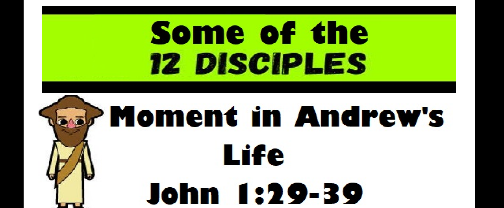 Some of the
12 DISCIPLES
Moment in Andrew's
Life
John 1:29-39